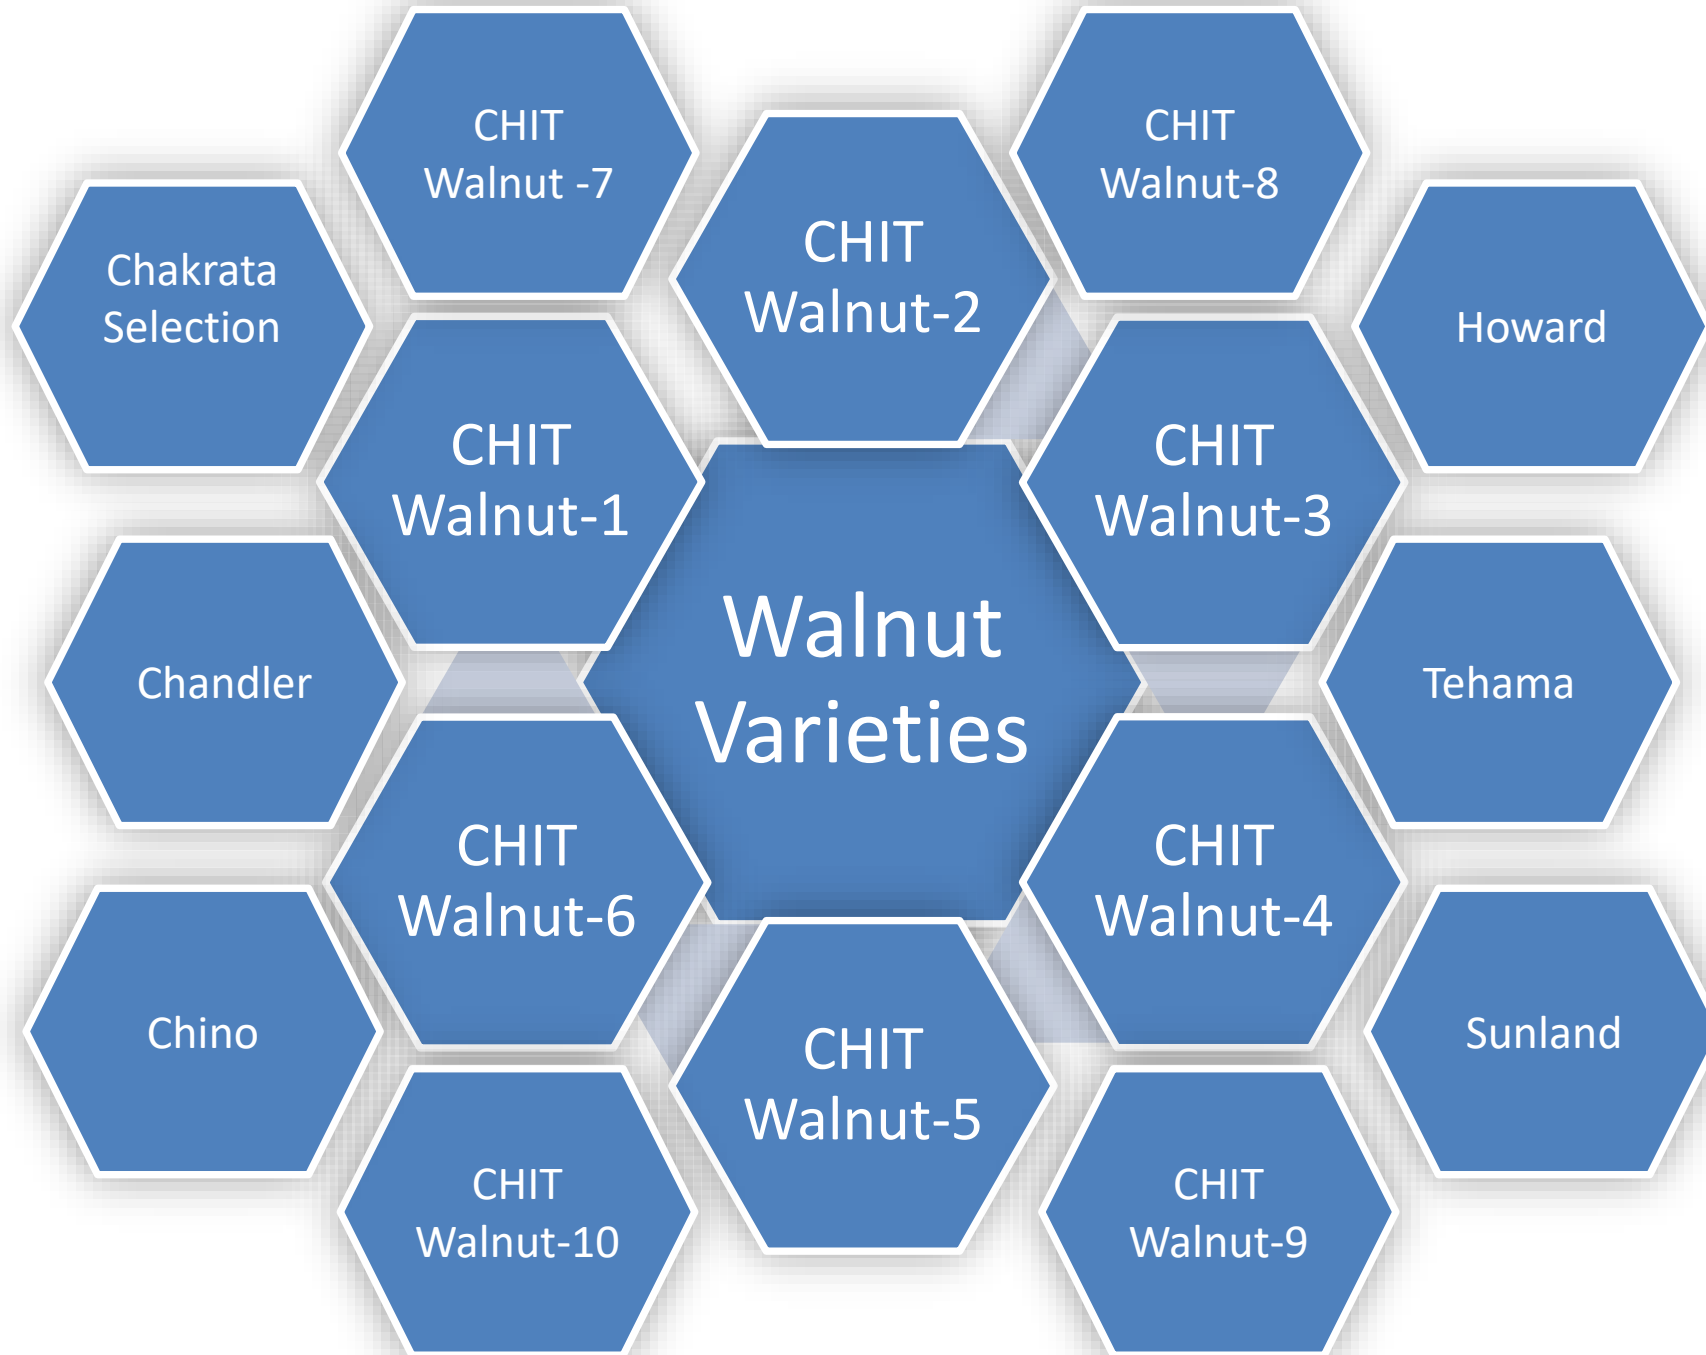 CHIT
Walnut -7
CHIT
Walnut-2
CHIT
Walnut-8
Chakrata
Selection
Howard
CHIT
Walnut-1
CHIT
Walnut-3
Walnut
Varieties
Chandler
Tehama
CHIT
Walnut-6
CHIT
Walnut-4
Chino
CHIT
Walnut-5
Sunland
CHIT
Walnut-10
CHIT
Walnut-9